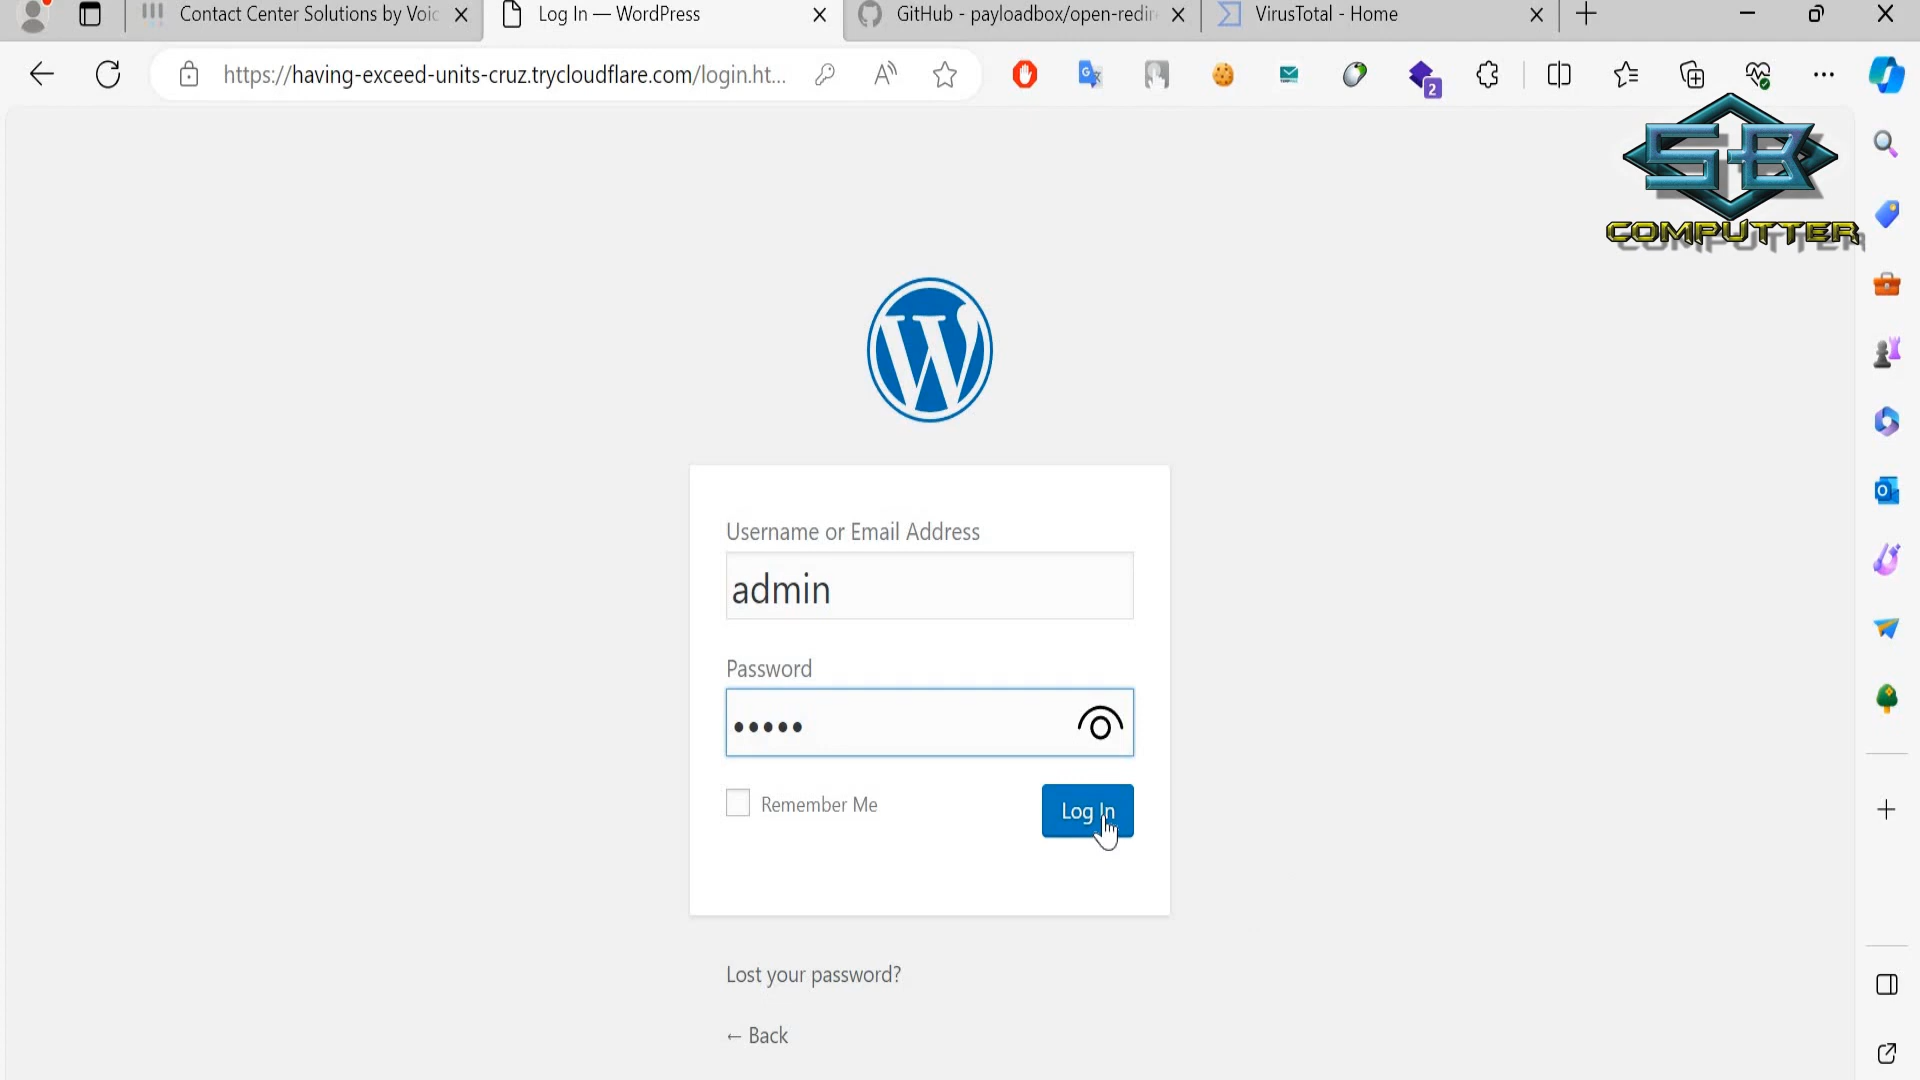 Contact Center Solutions by Voic
Log In — WordPress
GitHub - payloadbox/open-redir
VirusTotal - Home
https://having-exceed-units-cruz.trycloudflare.com/login.ht...
2
SB
COMPUTTER
Username or Email Address
admin
Password
Remember Me
Log In
Lost your password?
← Back